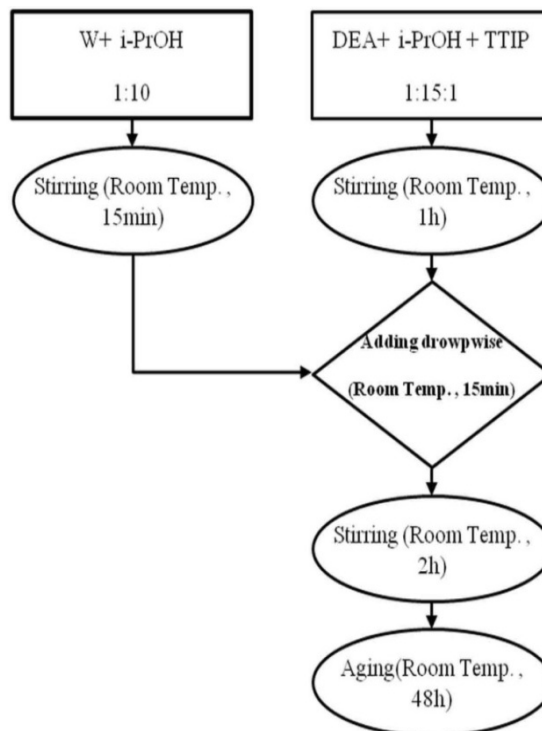 W+ i-PrOH
1:10
Stirring (Room Temp. ,
15min)
DEA+ i-PrOH + TTIP
1:15:1
Stirring (Room Temp. ,
1h)
Adding drowpwise
(Room Temp. , 15min)
Stirring (Room Temp. ,
2h)
Aging(Room Temp. ,
48h)